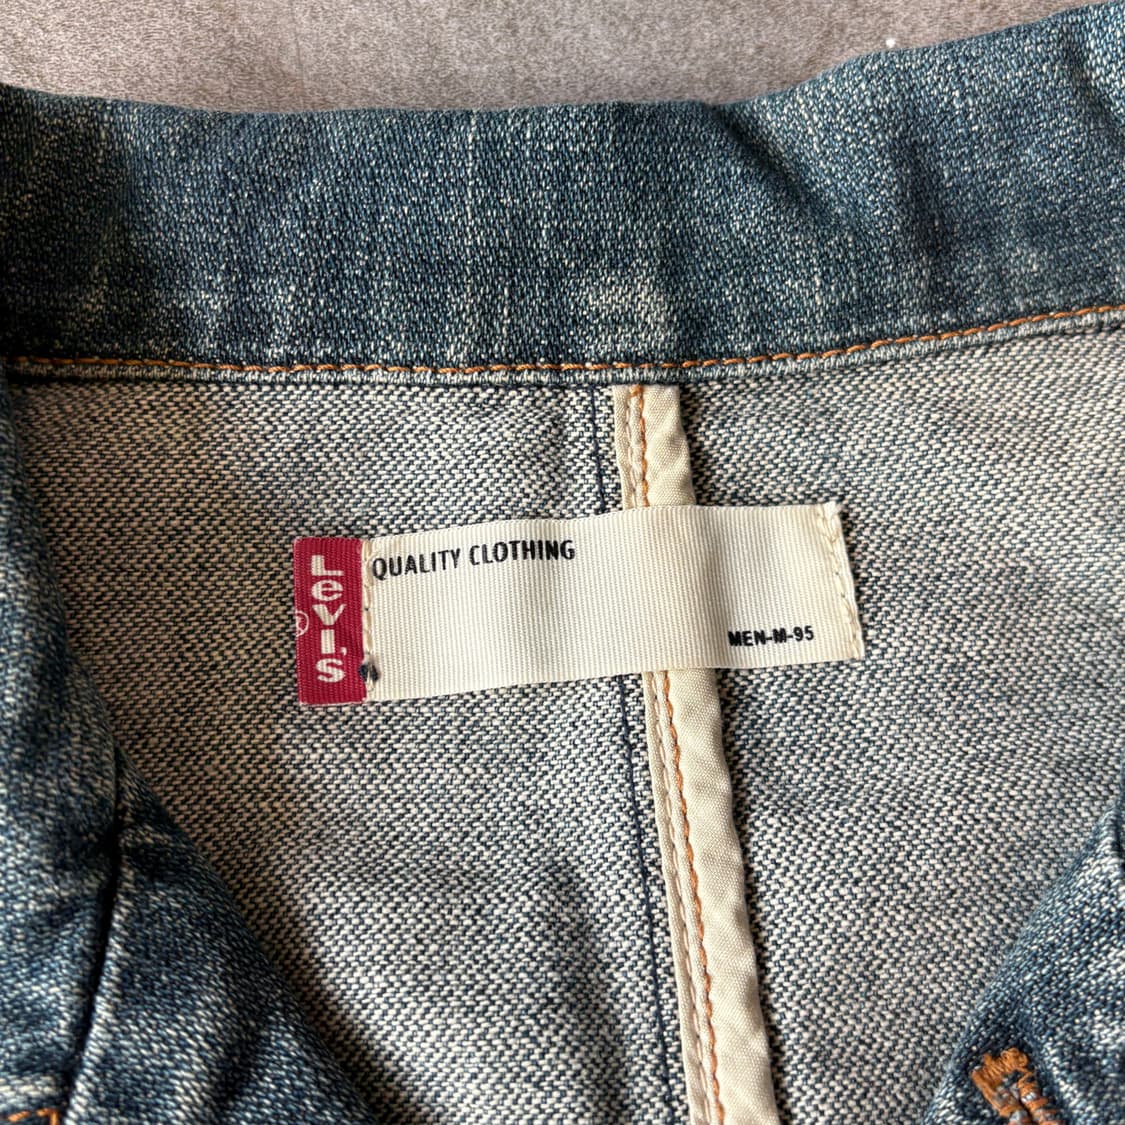 LeVI.S
®
QUALITY CLOTHING
MEN-M-95